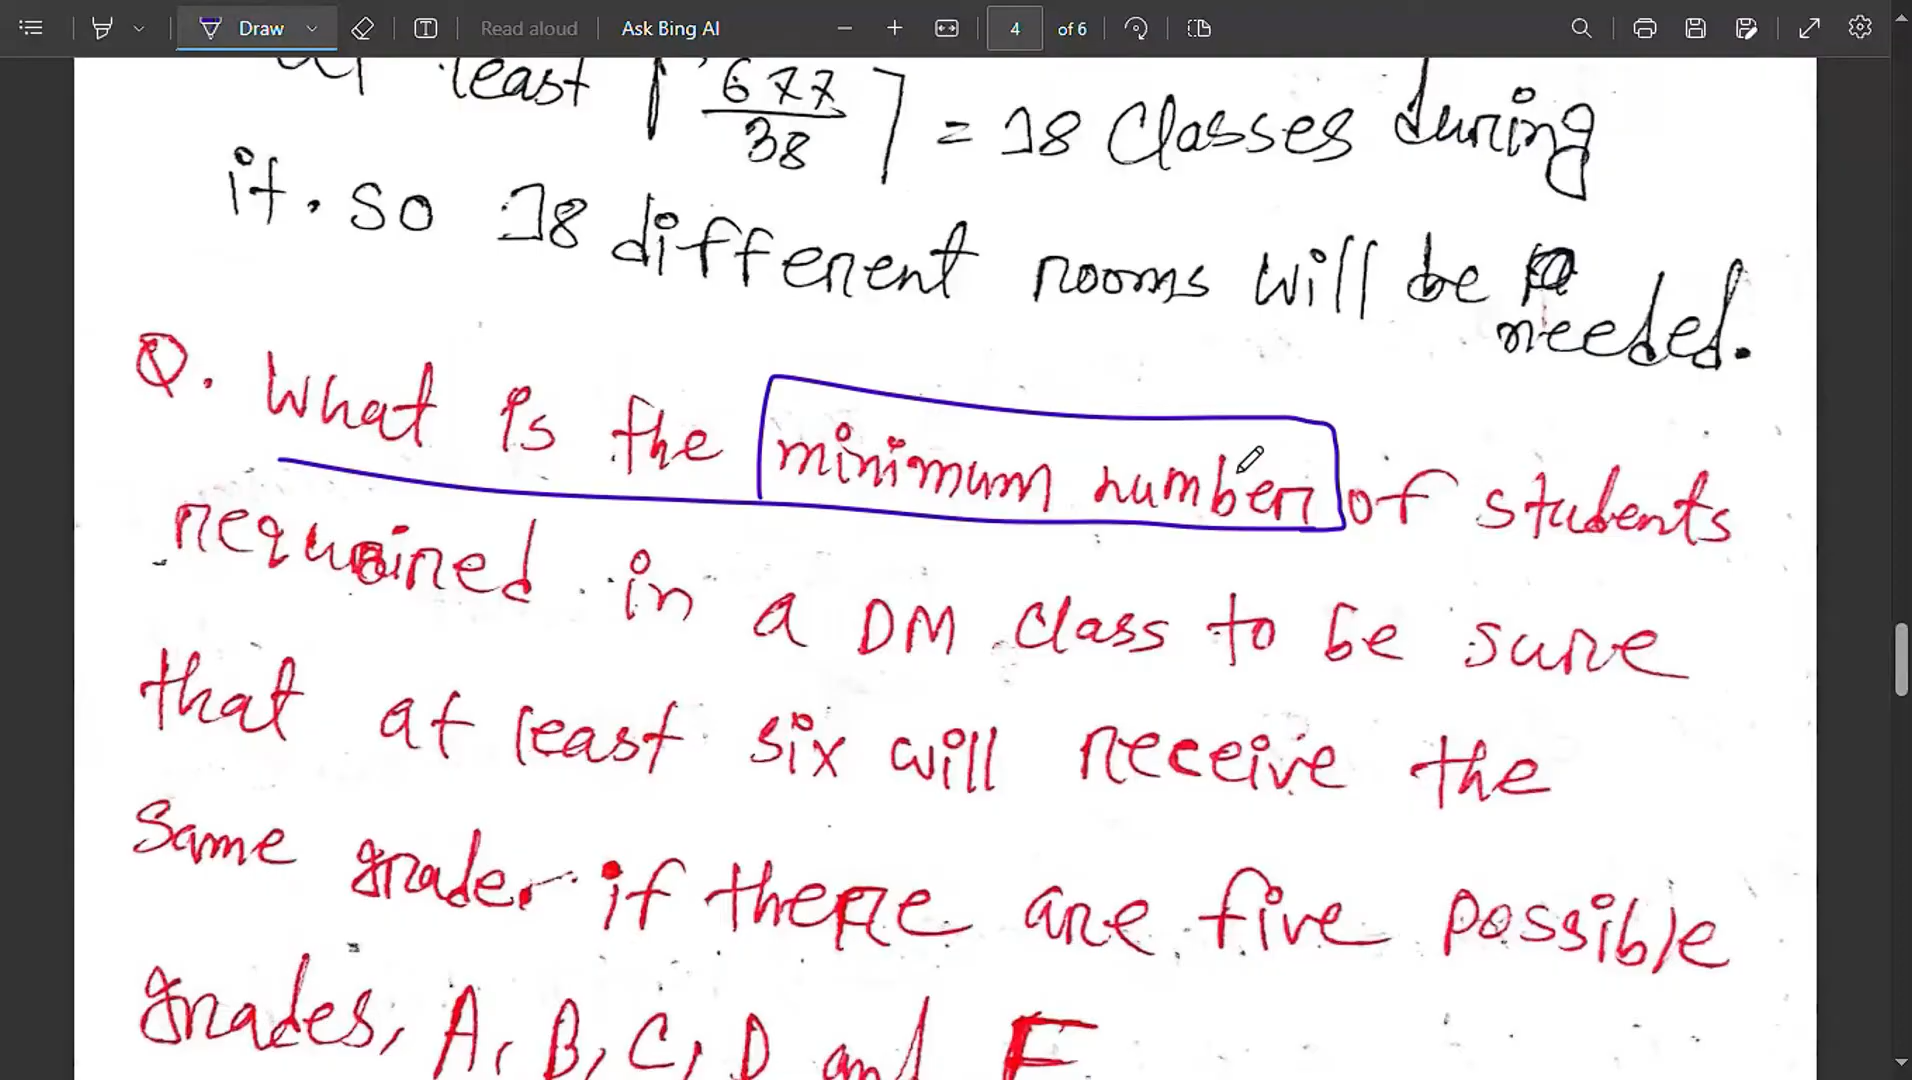 Draw
Read aloud
Ask Bing AI
4 of 6
at least ⌈677/38⌉ = 18 classes during
it. so 18 different rooms will be
needed.
Q. What is the minimum number of students
required in a DM class to be sure
that at least six will receive the
same grade. if there are five possible
grades, A, B, C, D and F